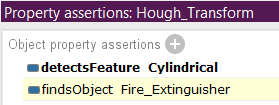 Property assertions: Hough_Transform
Object property assertions
detectsFeature Cylindrical
findsObject Fire_Extinguisher